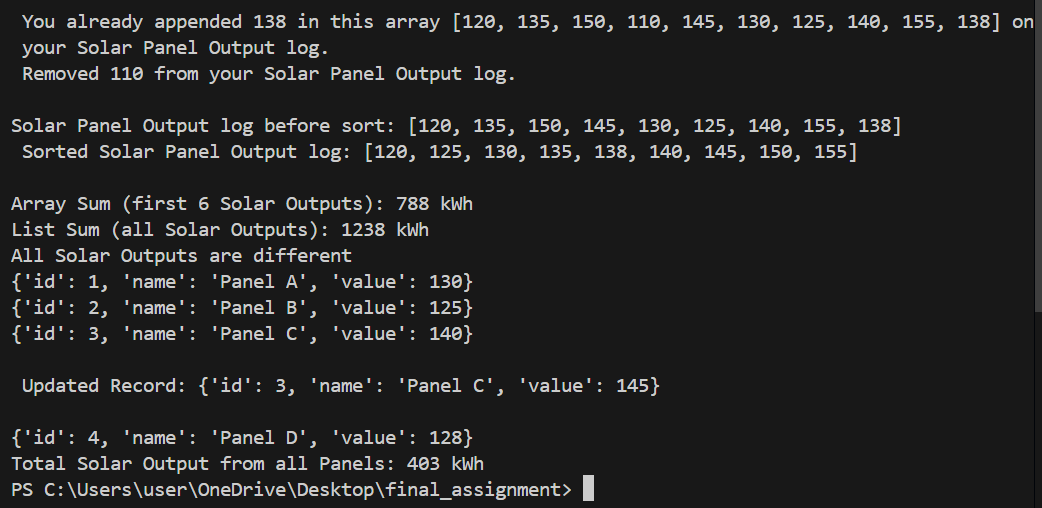 You already appended 138 in this array [120, 135, 150, 110, 145, 130, 125, 140, 155, 138] on
your Solar Panel Output log.
Removed 110 from your Solar Panel Output log.
Solar Panel Output log before sort: [120, 135, 150, 145, 130, 125, 140, 155, 138]
Sorted Solar Panel Output log: [120, 125, 130, 135, 138, 140, 145, 150, 155]
Array Sum (first 6 Solar Outputs): 788 kWh
List Sum (all Solar Outputs): 1238 kWh
All Solar Outputs are different
{'id': 1, 'name': 'Panel A', 'value': 130}
{'id': 2, 'name': 'Panel B', 'value': 125}
{'id': 3, 'name': 'Panel C', 'value': 140}
Updated Record: {'id': 3, 'name': 'Panel C', 'value': 145}
{'id': 4, 'name': 'Panel D', 'value': 128}
Total Solar Output from all Panels: 403 kWh
PS C:\Users\user\OneDrive\Desktop\final_assignment>